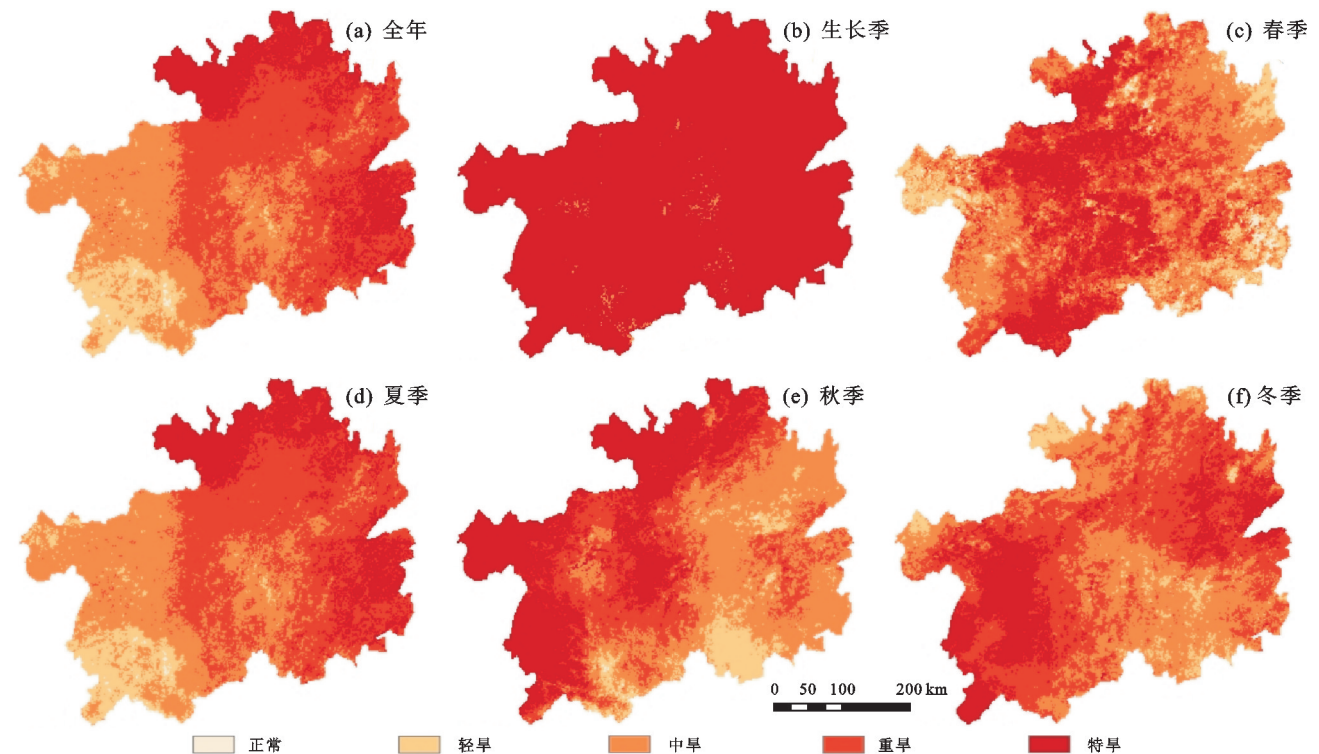 (a) 全年
(b) 生长季
(c) 春季
(d) 夏季
(e) 秋季
(f) 冬季
0 50 100 200 km
正常 轻旱 中旱 重旱 特旱